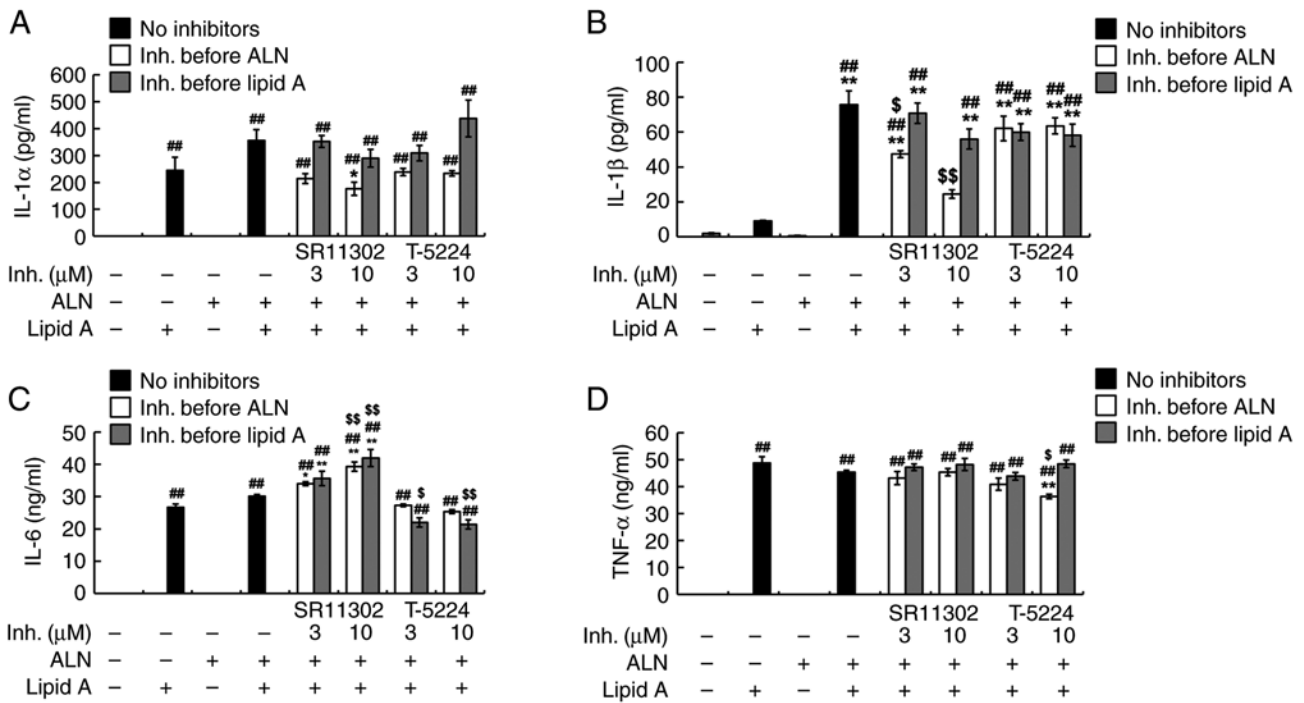 A
No inhibitors
Inh. before ALN
Inh. before lipid A
IL-1α (pg/ml)
600
500
400
300
200
100
0
##
##
##
##
##
*
##
##
##
##
##
SR11302 T-5224
Inh. (μM) – – – – 3 10 3 10
ALN – – + + + + + +
Lipid A – + – + + + + +
B
No inhibitors
Inh. before ALN
Inh. before lipid A
IL-1β (pg/ml)
100
80
60
40
20
0
##
**
$
##
**
##
**
$$
##
**
##
**
##
**
##
**
##
**
SR11302 T-5224
– – – – 3 10 3 10
Inh. (μM)
ALN – – + + + + + +
Lipid A – + – + + + + +
C
No inhibitors
Inh. before ALN
Inh. before lipid A
IL-6 (ng/ml)
50
40
30
20
10
0
##
##
##
*
##
**
$$
##
**
$$
##
**
##
$
##
##
$$
##
SR11302 T-5224
Inh. (μM) – – – – 3 10 3 10
ALN – – + + + + + +
Lipid A – + – + + + + +
D
No inhibitors
Inh. before ALN
Inh. before lipid A
TNF-α (ng/ml)
60
50
40
30
20
10
0
##
##
##
##
##
##
##
##
$
##
**
##
SR11302 T-5224
Inh. (μM) – – – – 3 10 3 10
ALN – – + + + + + +
Lipid A – + – + + + + +